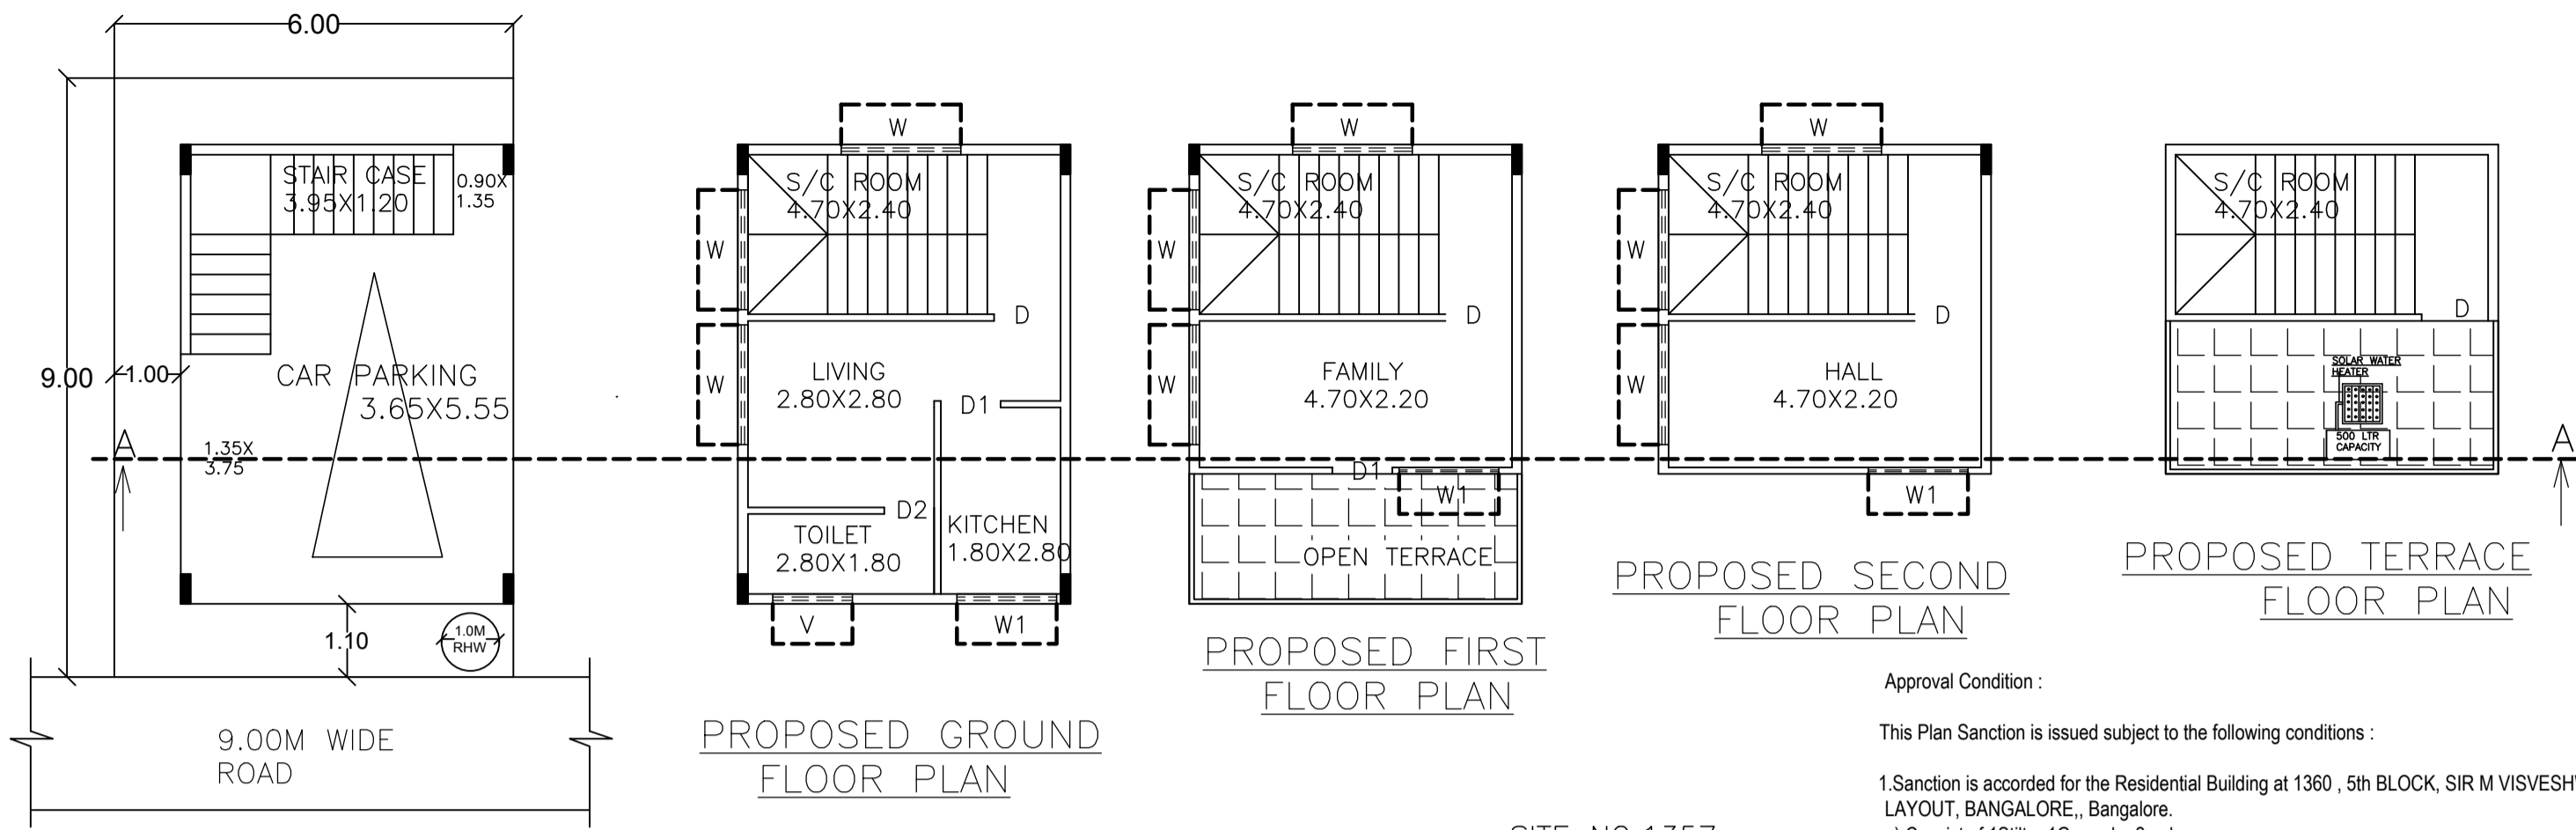 6.00
9.00
1.00
STAIR CASE
3.95X1.20
0.90X
1.35
CAR PARKING
3.65X5.55
A
1.35X
3.75
1.10
1.0M
RHW
9.00M WIDE
ROAD
W
S/C ROOM
4.70X2.40
W
D
W
LIVING
2.80X2.80
D1
D2
TOILET
2.80X1.80
KITCHEN
1.80X2.80
V
W1
PROPOSED GROUND
FLOOR PLAN
W
S/C ROOM
4.70X2.40
W
D
W
FAMILY
4.70X2.20
D1
W1
OPEN TERRACE
PROPOSED FIRST
FLOOR PLAN
W
S/C ROOM
4.70X2.40
W
D
W
HALL
4.70X2.20
W1
PROPOSED SECOND
FLOOR PLAN
S/C ROOM
4.70X2.40
D
SOLAR WATER
HEATER
500 LTR
CAPACITY
A
PROPOSED TERRACE
FLOOR PLAN
Approval Condition :
This Plan Sanction is issued subject to the following conditions :
1.Sanction is accorded for the Residential Building at 1360 , 5th BLOCK, SIR M
LAYOUT, BANGALORE,, Bangalore.
SITE NO.1357